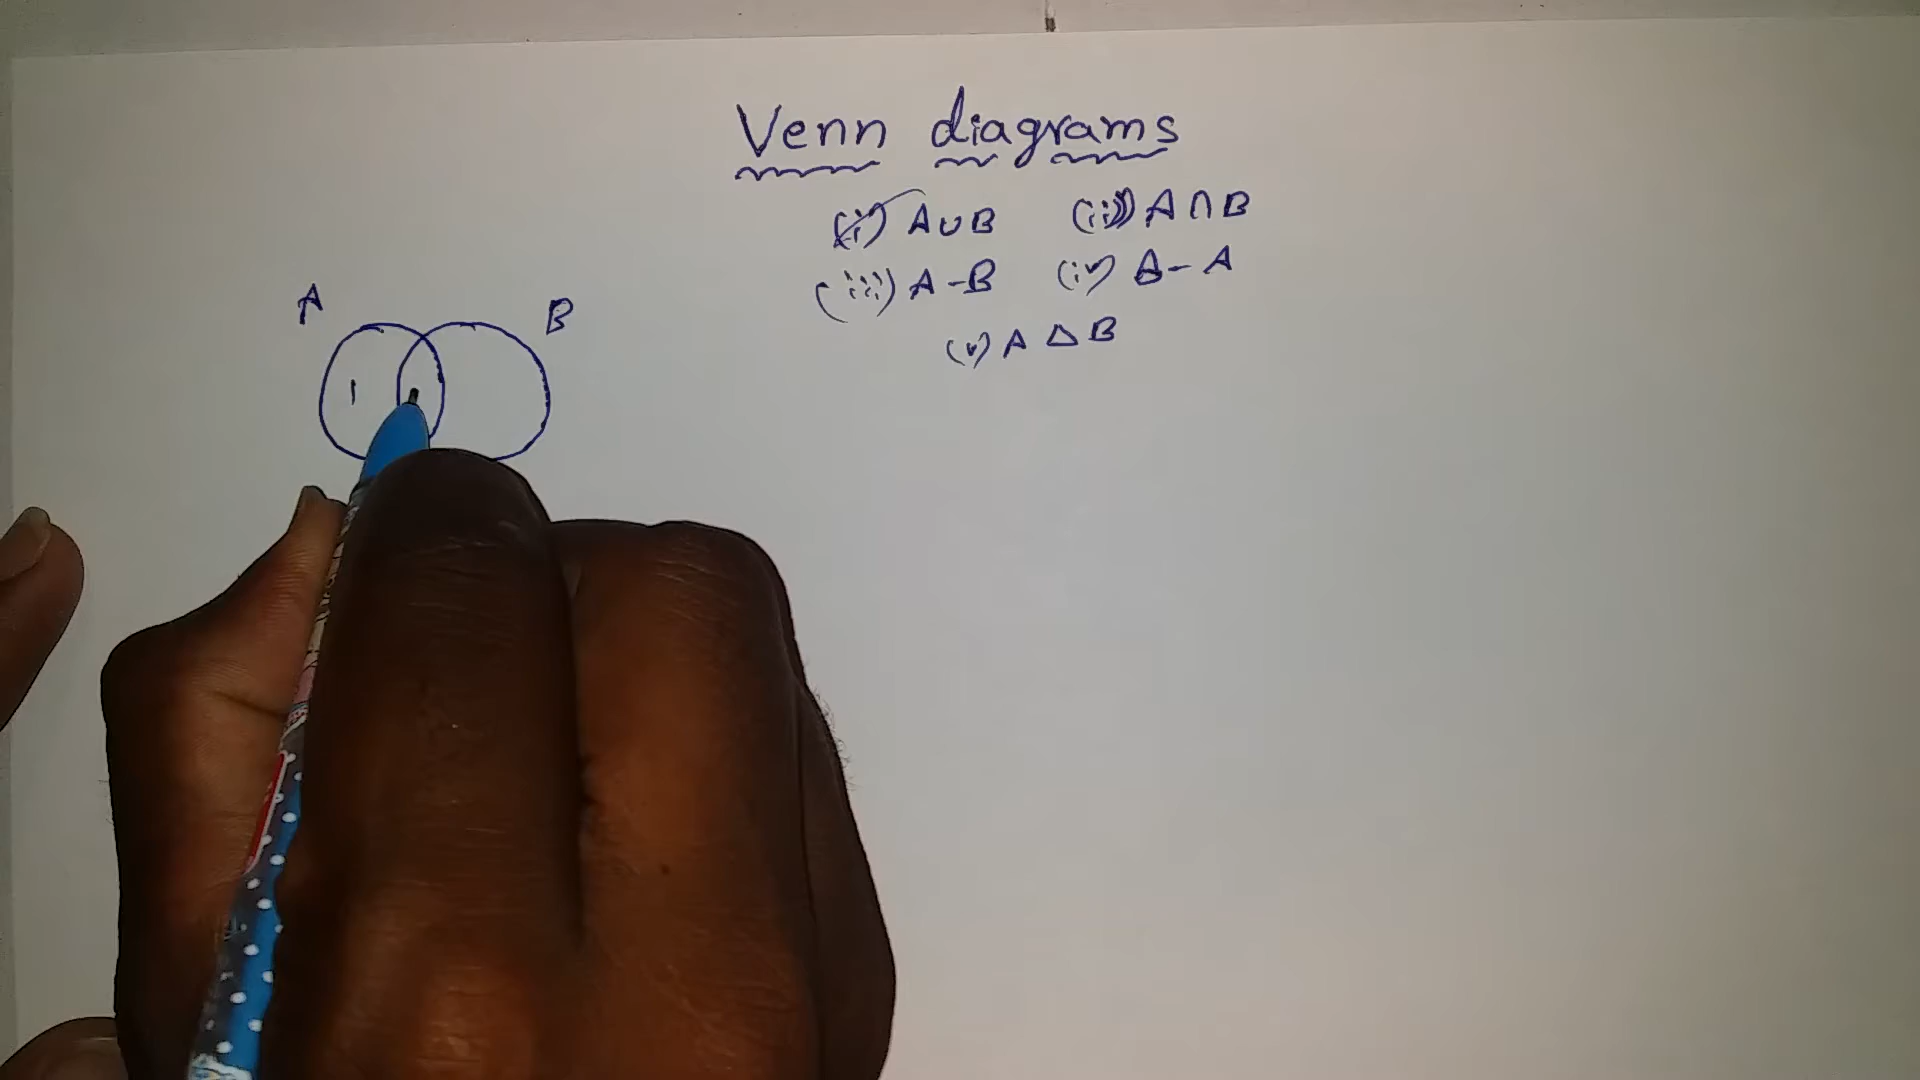 Venn diagrams
(i) A∪B (ii) A∩B
(iii) A-B (iv) B-A
(v) A Δ B
A B
1